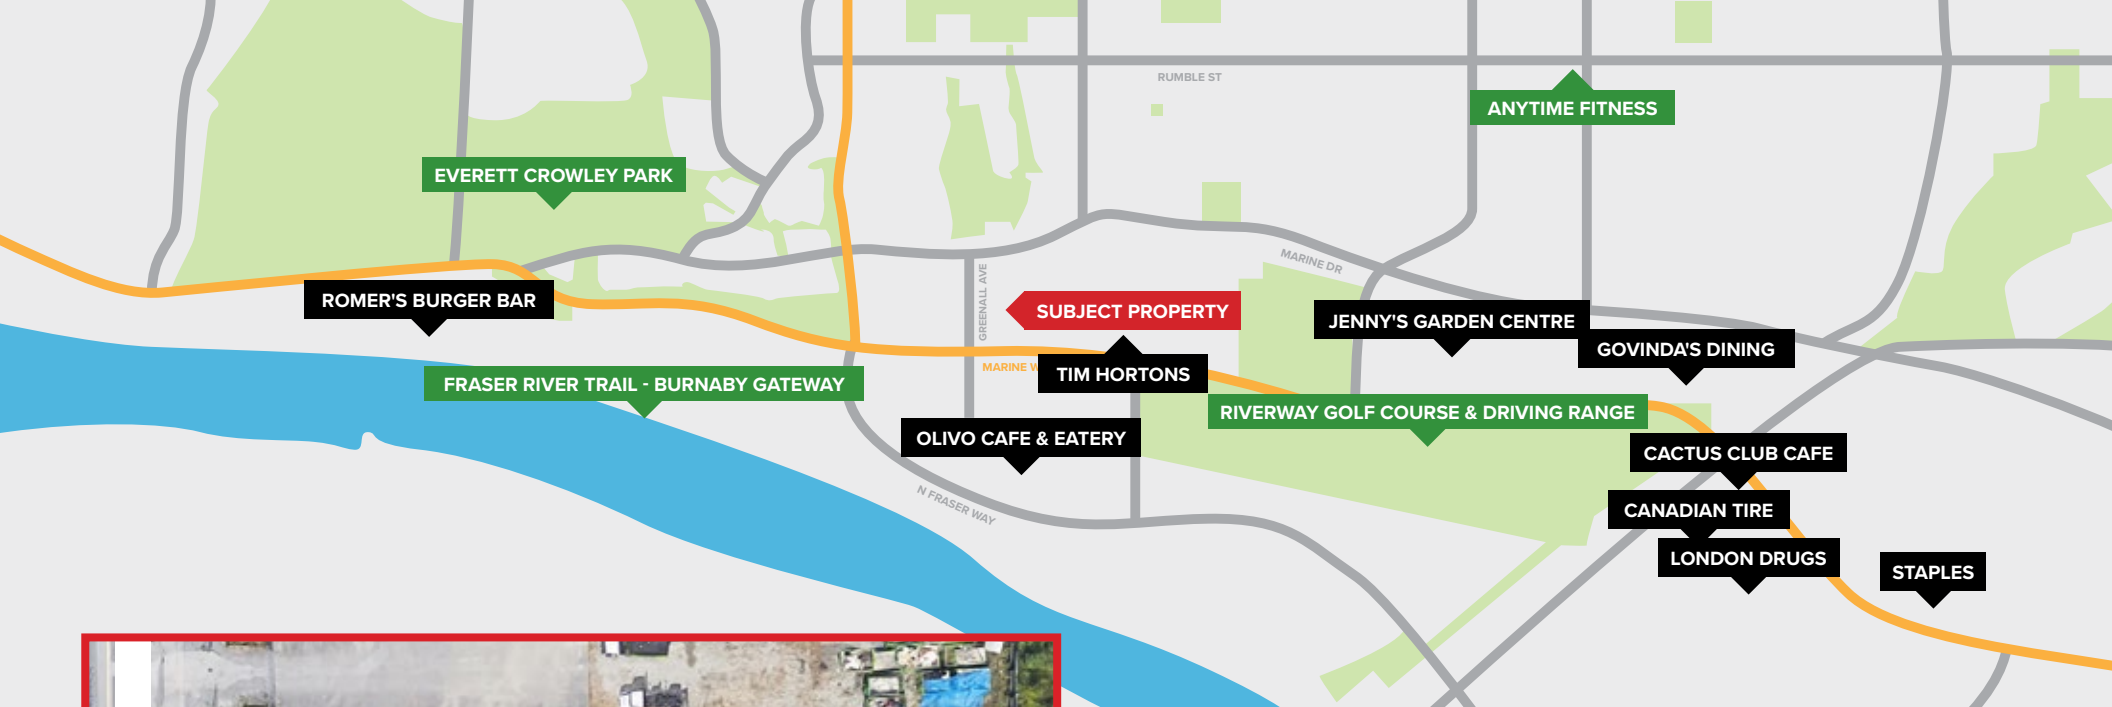 RUMBLE ST
ANYTIME FITNESS
EVERETT CROWLEY PARK
MARINE DR
GREENALL AVE
ROMER'S BURGER BAR
SUBJECT PROPERTY
JENNY'S GARDEN CENTRE
GOVINDA'S DINING
MARINE W
TIM HORTONS
FRASER RIVER TRAIL - BURNABY GATEWAY
RIVERWAY GOLF COURSE & DRIVING RANGE
OLIVO CAFE & EATERY
CACTUS CLUB CAFE
N FRASER WAY
CANADIAN TIRE
LONDON DRUGS
STAPLES